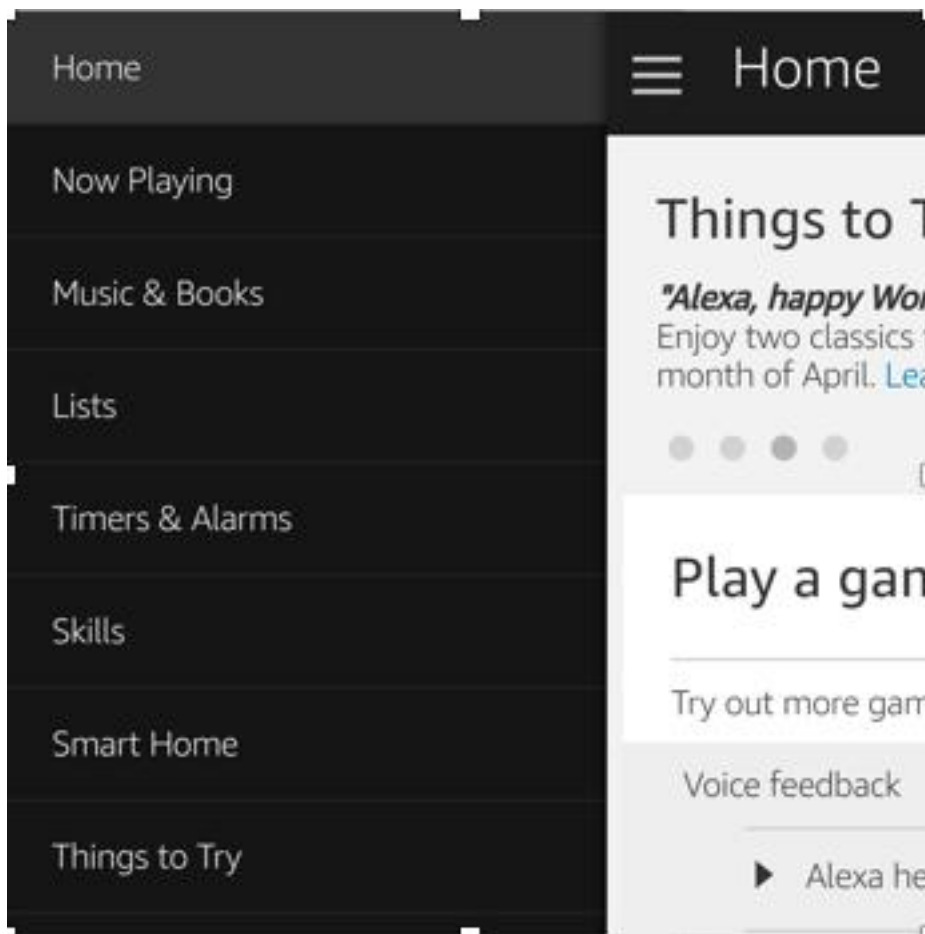 Home
Now Playing
Music & Books
Lists
Timers & Alarms
Skills
Smart Home
Things to Try
Home
Things to
"Alexa, happy
Enjoy two classics
month of April.
Play a
Try out more
Voice feedback
Alexa